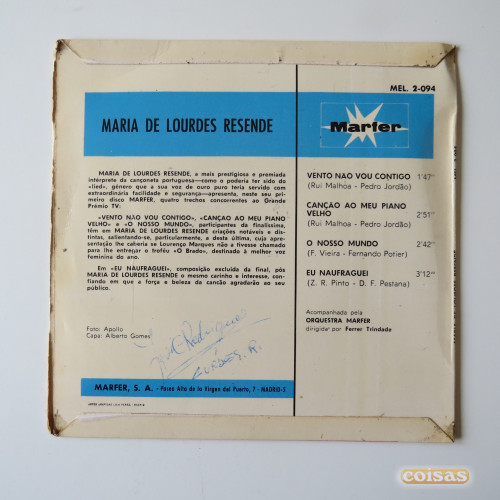 MEL. 2-094
MARIA DE LOURDES RESENDE
Marfer
MARIA DE LOURDES RESENDE, a mais prestigiosa e premiada
intérprete da cançoneta portuguesa—como o poderia ter sido do
«lied», género que a sua voz de ouro puro teria servido com
extraordinária facilidade e segurança—apresenta, neste seu pri-
meiro disco MARFER, quatro trechos concorrentes ao Grande
Prémio TV:
«VENTO NÃO VOU CONTIGO», «CANÇAO AO MEU PIANO
VELHO» e «O NOSSO MUNDO», participantes da finalíssima,
têm em MARIA DE LOURDES RESENDE criações notáveis e dis-
tintas, salientando-se, particularmente, a desta última, cuja apre-
sentação lhe caberia se Lourenço Marques não a tivesse chamado
para lhe entregar o troféu «O Brado», destinado à melhor voz
feminina do ano.
Em «EU NAUFRAGUEI», composição excluída da final, pôs
MARIA DE LOURDES RESENDE o mesmo carinho e interesse, con-
fiando em que a força e beleza da canção agradarão ao seu
público.
Foto: Apollo
Capa: Alberto Gomes
MARFER, S. A. - Paseo Alto de la Virgen del Puerto, 7 - MADRID-5
VENTO NAO VOU CONTIGO 1'47"
(Rui Malhoa - Pedro Jordão)
CANÇÃO AO MEU PIANO
VELHO 2'51"
(Rui Malhoa - Pedro Jordão)
O NOSSO MUNDO 2'42"
(F. Vieira - Fernando Potier)
EU NAUFRAGUEI 3'12"
(Z. R. Pinto - D. F. Pestana)
Acompanhada pela
ORQUESTRA MARFER
dirigida por Ferrer Trindade
coisas